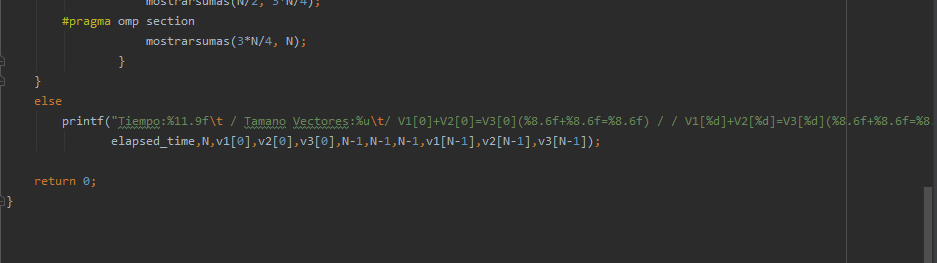 mostrarsumas(N/2, 3*N/4);
#pragma omp section
mostrarsumas(3*N/4, N);
}
}
else
printf("Tiempo:%11.9f\t / Tamano Vectores:%u\t/ V1[0]+V2[0]=V3[0](%8.6f+%8.6f=%8.6f) / / V1[%d]+V2[%d]=V3[%d](%8.6f+%8.6f=%8.
elapsed_time,N,v1[0],v2[0],v3[0],N-1,N-1,N-1,v1[N-1],v2[N-1],v3[N-1]);
return 0;
}